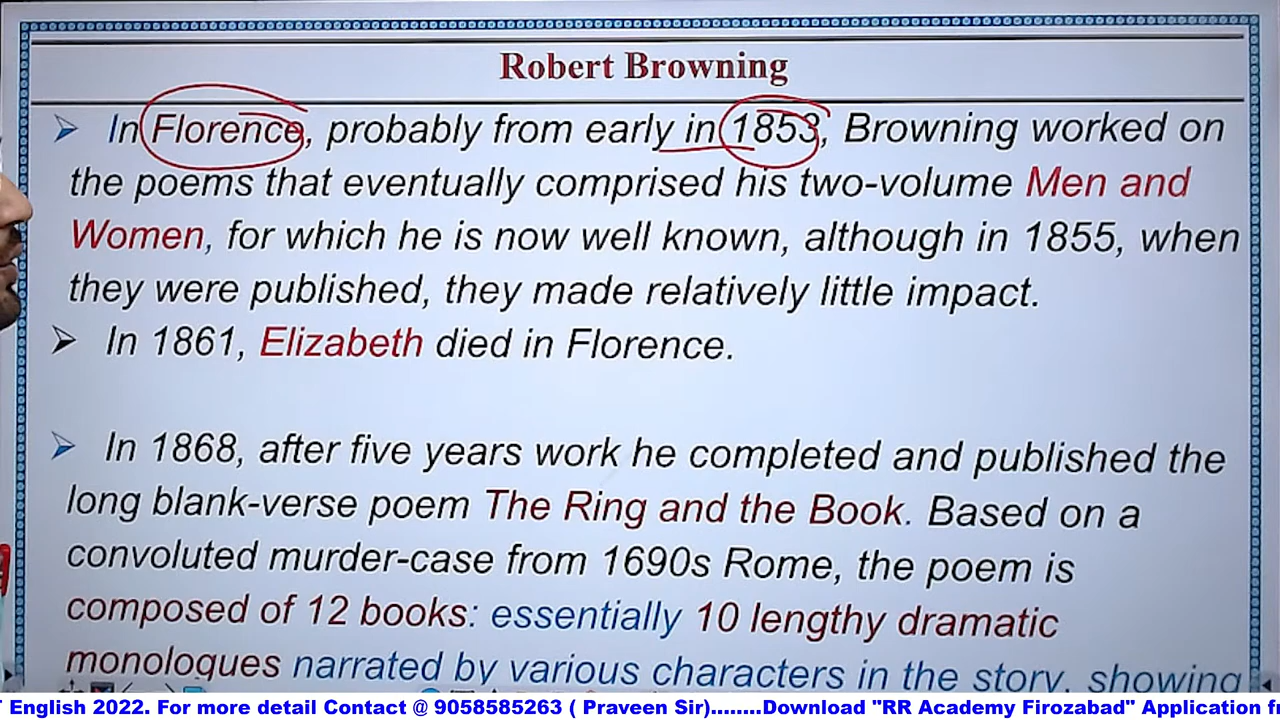 Robert Browning
➢ In Florence, probably from early in 1853, Browning worked on
the poems that eventually comprised his two-volume Men and
Women, for which he is now well known, although in 1855, when
they were published, they made relatively little impact.
➢ In 1861, Elizabeth died in Florence.
➢ In 1868, after five years work he completed and published the
long blank-verse poem The Ring and the Book. Based on a
convoluted murder-case from 1690s Rome, the poem is
composed of 12 books: essentially 10 lengthy dramatic
monologues narrated by various characters in the story, showing
English 2022. For more detail Contact @ 9058585263 ( Praveen Sir)........Download "RR Academy Firozabad" Application f